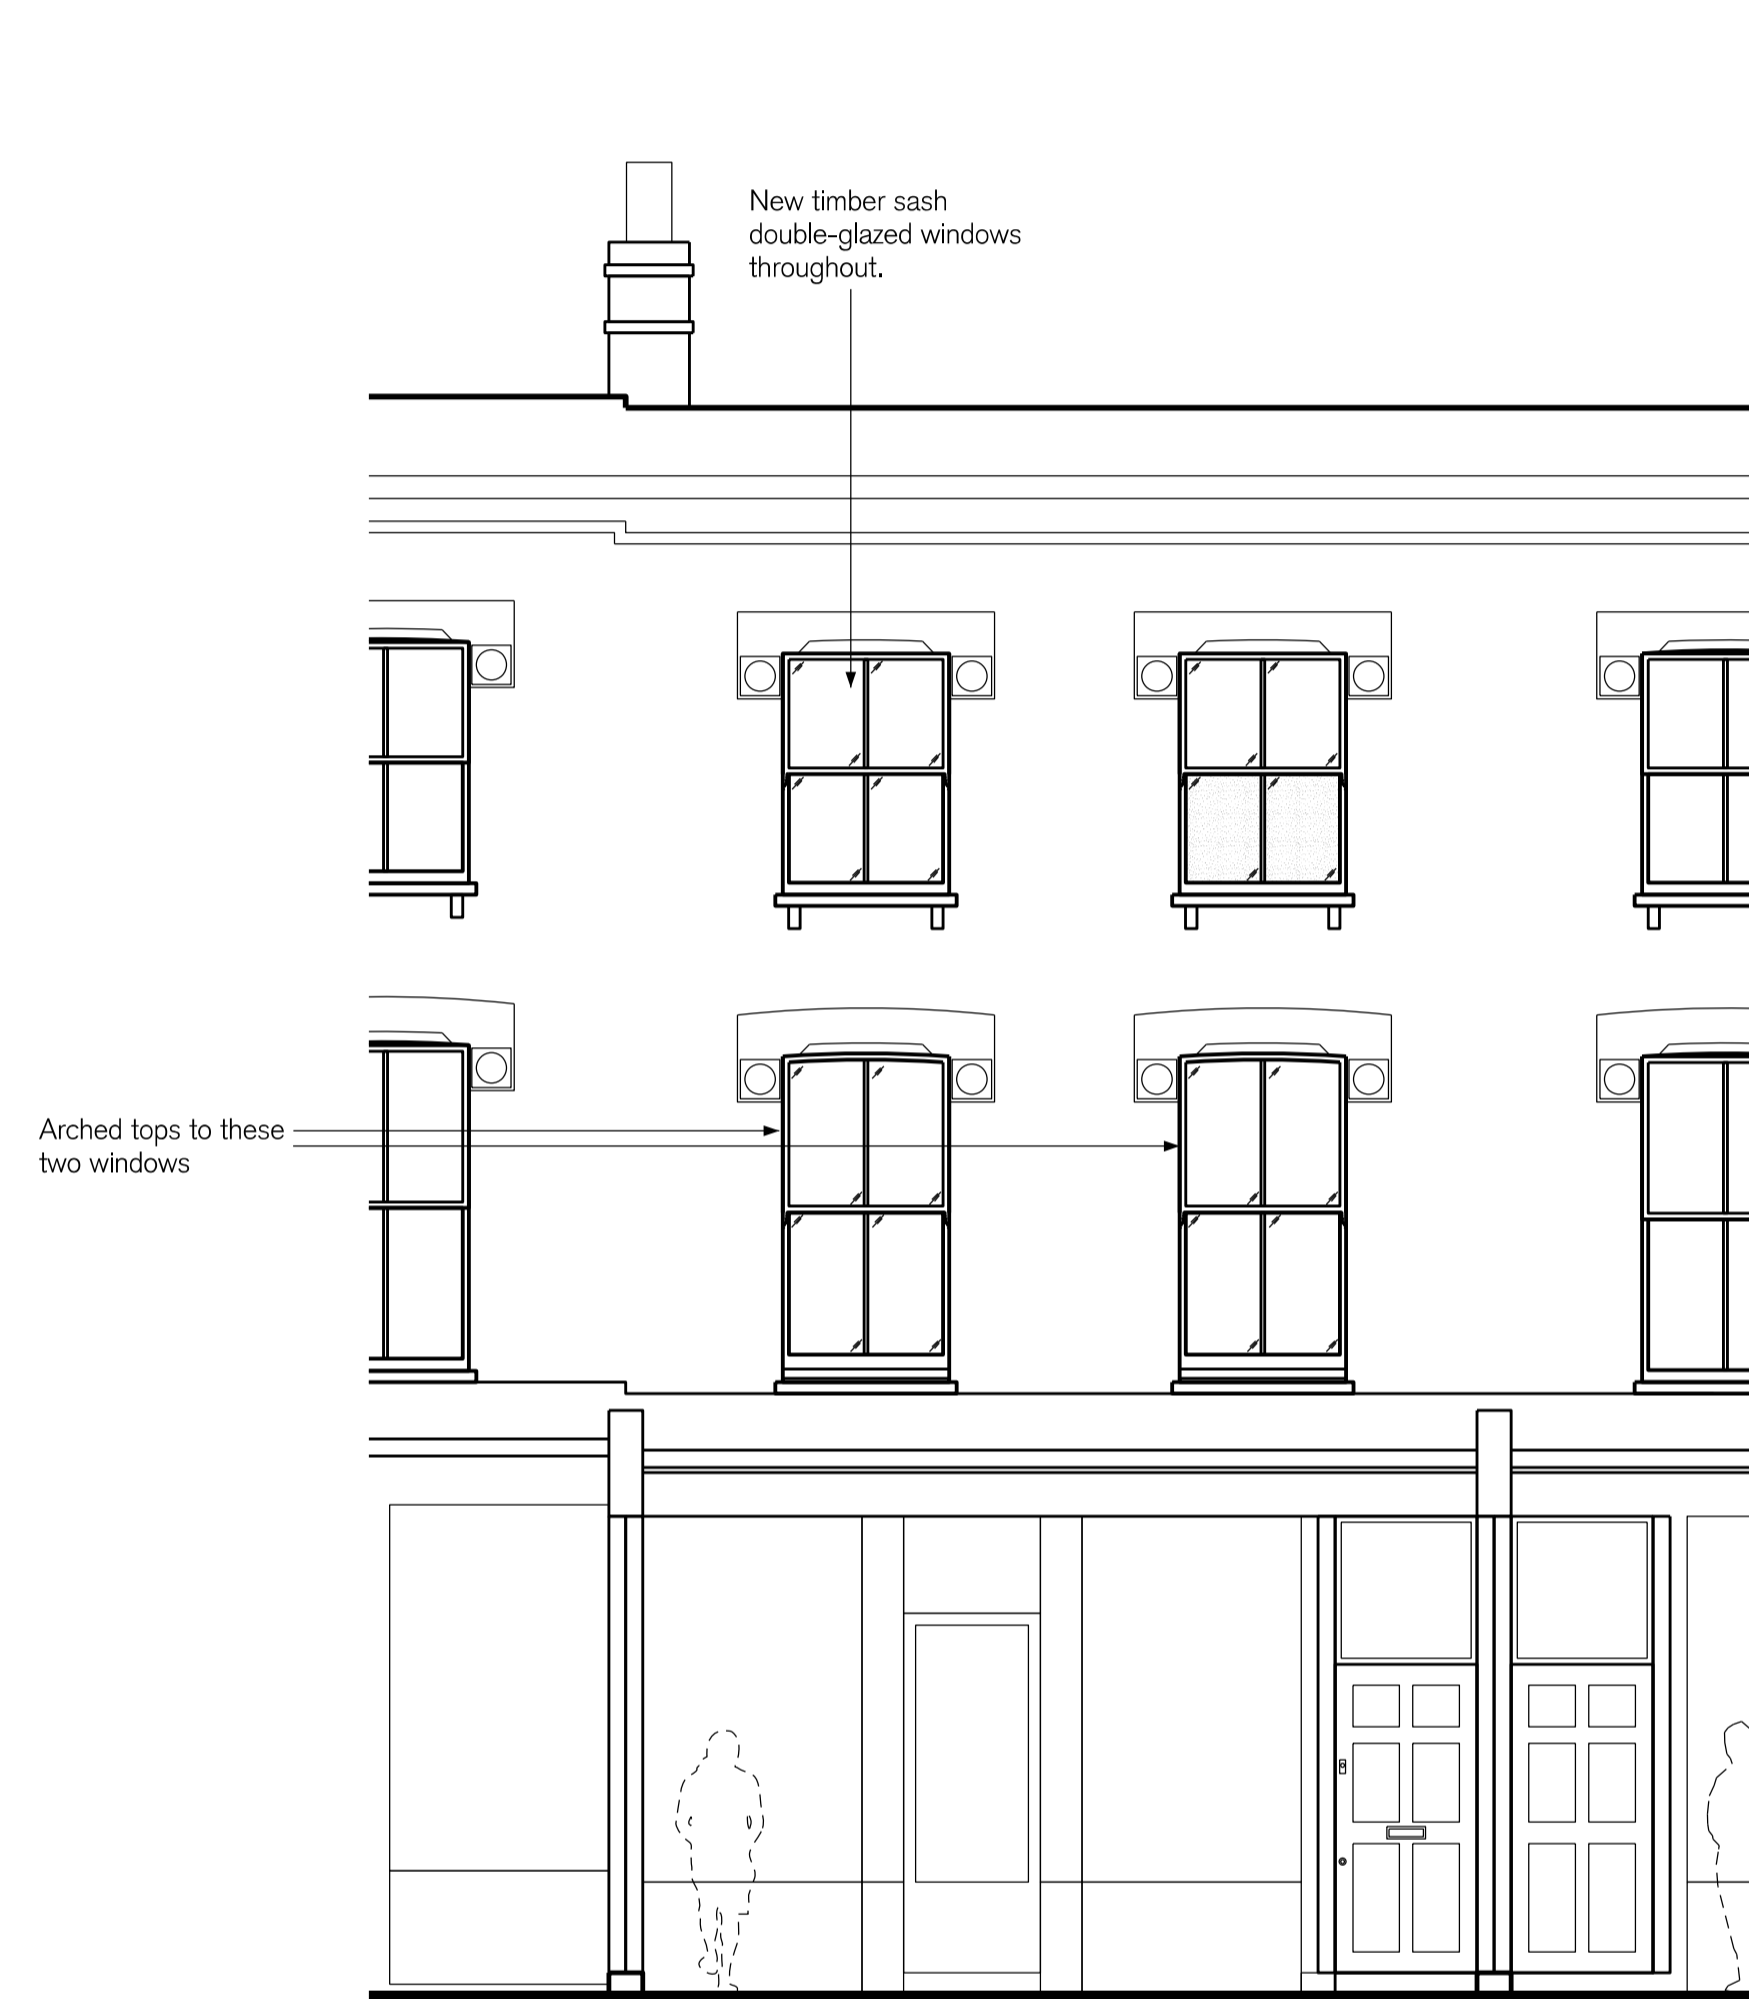 New timber sash
double-glazed windows
throughout.
Arched tops to these
two windows